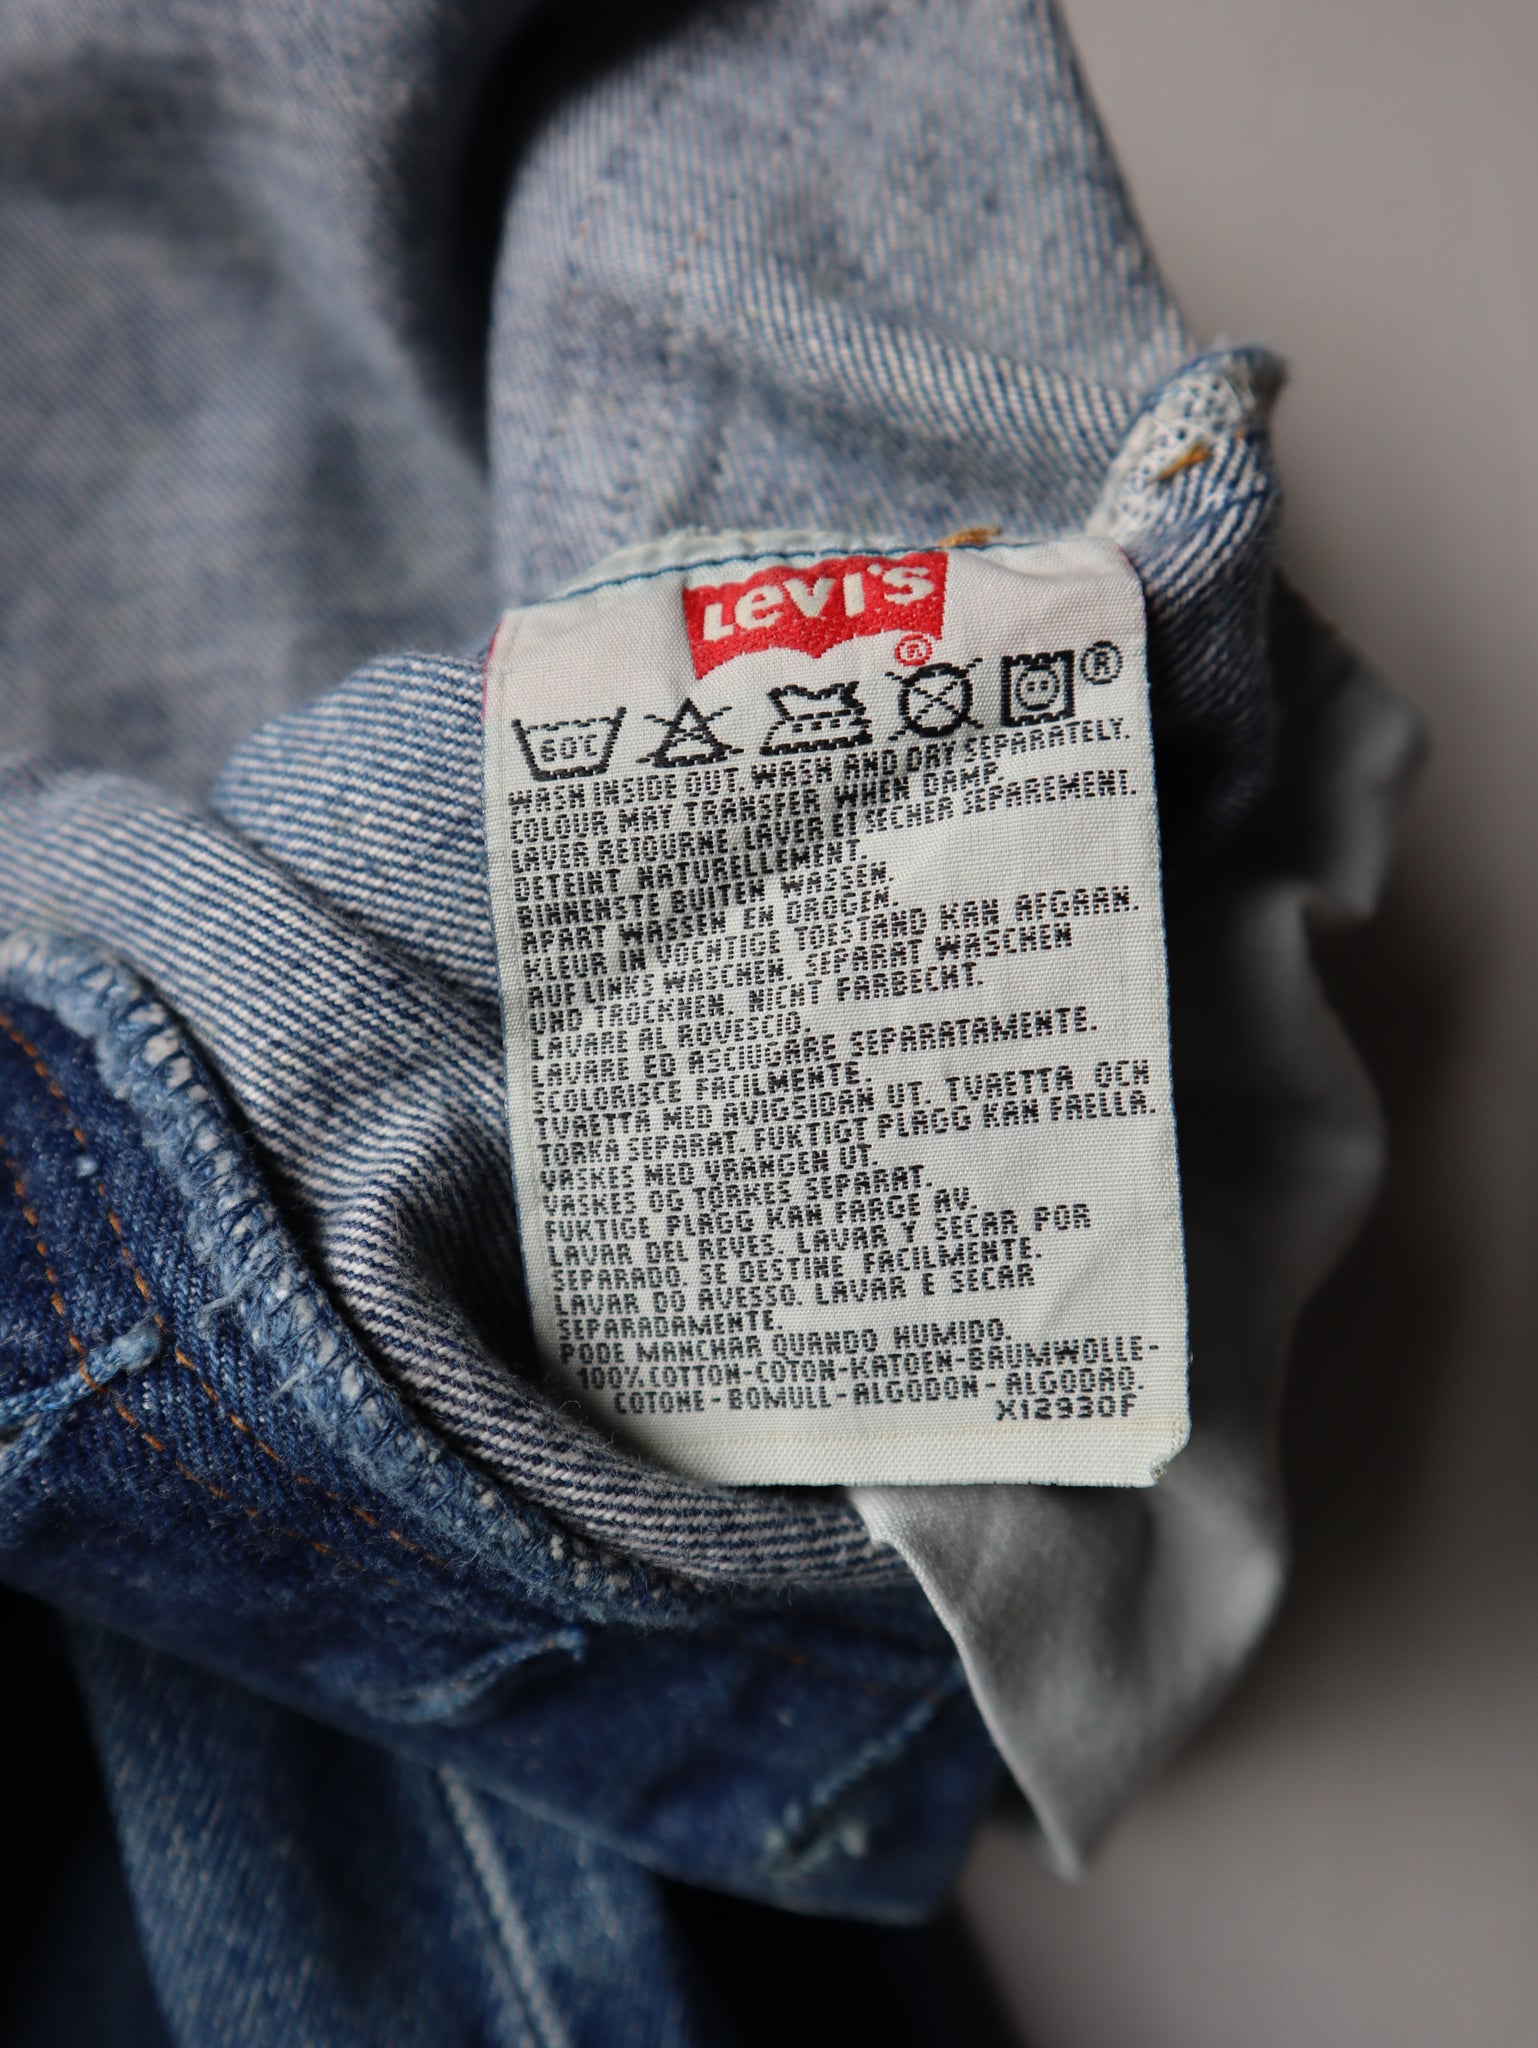 Levi's
®
60°C
®
WASH INSIDE OUT. WASH AND DRY SEPARATELY.
COLOUR MAY TRANSFER WHEN DAMP.
LAVER RETOURNE. LAVER ET SECHER SEPAREMENT.
DETEINT NATURELLEMENT.
BINNENSTE BUITEN WASSEN.
APART WASSEN EN DROGEN.
KLEUR IN VOCHTIGE TOESTAND KAN AFGAAN.
AUF LINKS WASCHEN. SEPARAT WASCHEN
UND TROCKNEN. NICHT FARBECHT.
LAVARE AL ROVESCIO.
LAVARE ED ASCIUGARE SEPARATAMENTE.
SCOLORISCE FACILMENTE.
TVRETTA MED AVIGSIDAN UT. TVRETTA OCH
TORKA SEPARAT. FUKTIGT PLAGG KAN FAELLA.
VASKES MED VRANGEN UT.
VASKES OG TORKES SEPARAT.
FUKTIGE PLAGG KAN FARGE AV.
LAVAR DEL REVES. LAVAR Y SECAR POR
SEPARADO. SE DESTINE FACILMENTE.
LAVAR DO AVESSO. LAVAR E SECAR
SEPARADAMENTE.
PODE MANCHAR QUANDO HUMIDO.
100% COTTON-COTON-KATOEN-BAUMWOLLE-
COTONE-BOMULL-ALGODON-ALGODAO.
X12930F